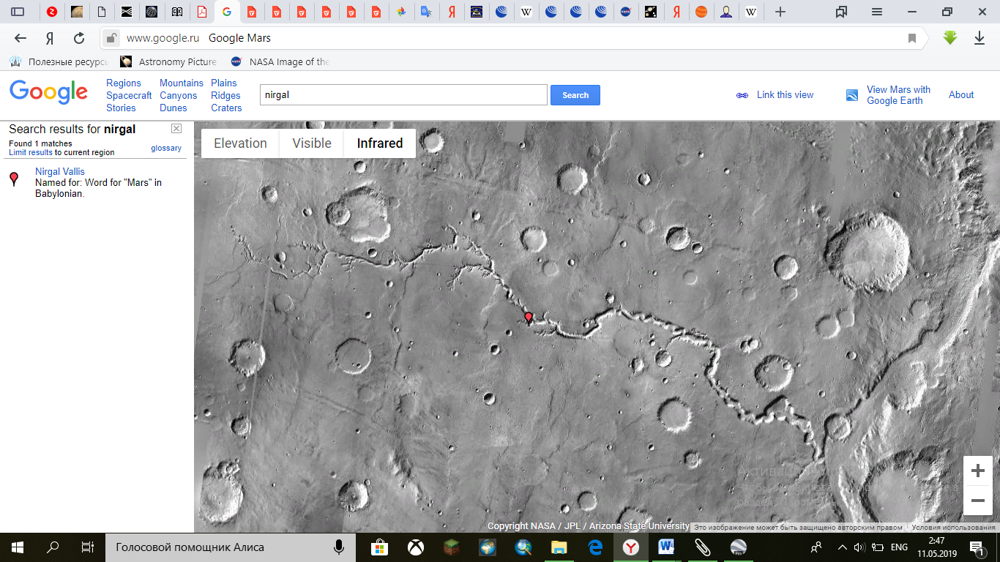 www.google.ru Google Mars
Полезные ресурс
Astronomy Picture
NASA Image of the
Google
Regions Mountains Plains
Spacecraft Canyons Ridges
Stories Dunes Craters
nirgal
Search
Link this view
View Mars with
Google Earth
About
Search results for nirgal
Found 1 matches
Limit results to current region
glossary
Nirgal Vallis
Named for: Word for "Mars" in
Babylonian.
Elevation Visible Infrared
Copyright NASA / JPL / Arizona State University
Это изображение может быть защищено авторским правом
Условия использования
Голосовой помощник Алиса
ENG
2:47
11.05.2019
1